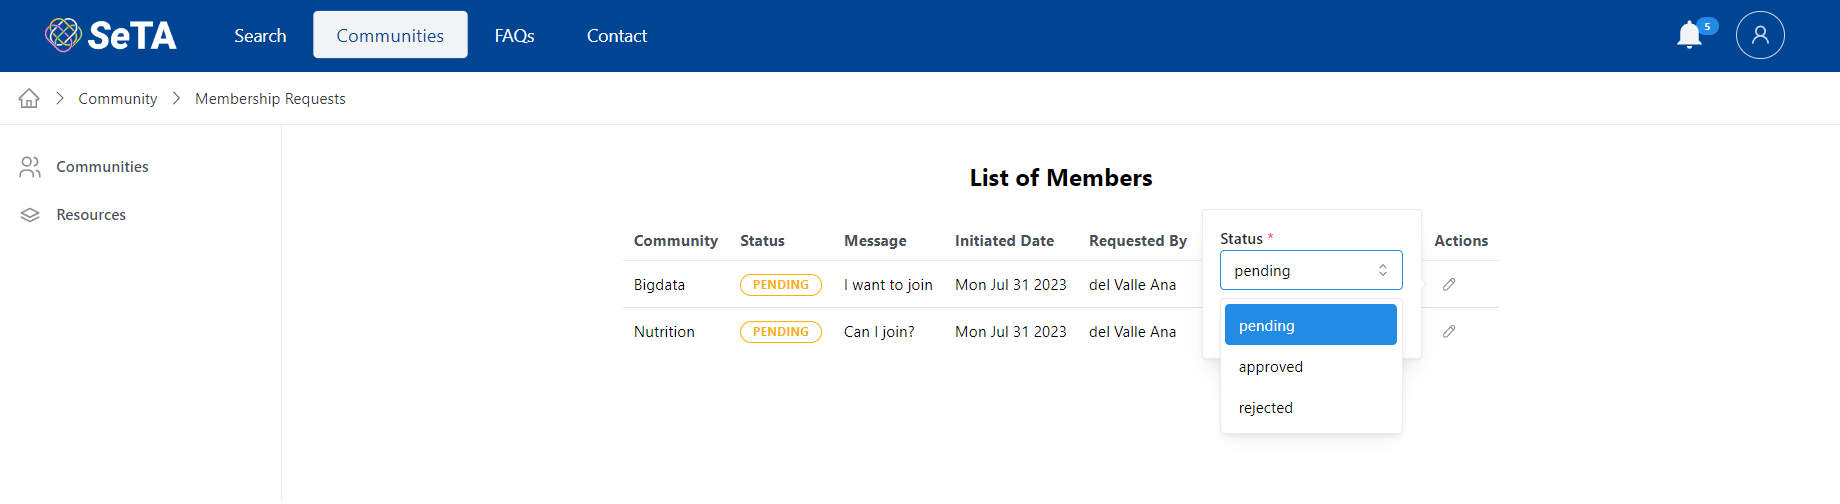 SeTA Search Communities FAQs Contact 5
Community Membership Requests
Communities
Resources
List of Members
Community Status Message Initiated Date Requested By Status * Actions
pending
Bigdata PENDING I want to join Mon Jul 31 2023 del Valle Ana
Nutrition PENDING Can I join? Mon Jul 31 2023 del Valle Ana
pending
approved
rejected